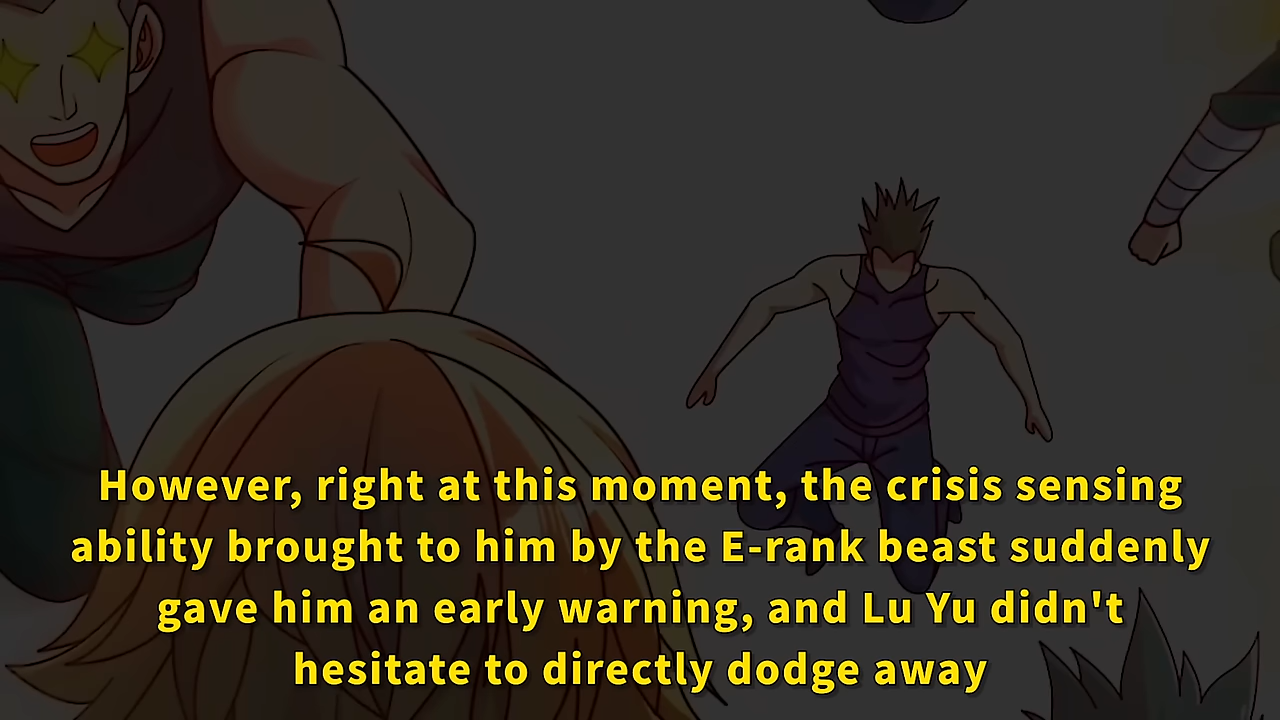 However, right at this moment, the crisis sensing
ability brought to him by the E-rank beast suddenly
gave him an early warning, and Lu Yu didn't
hesitate to directly dodge away